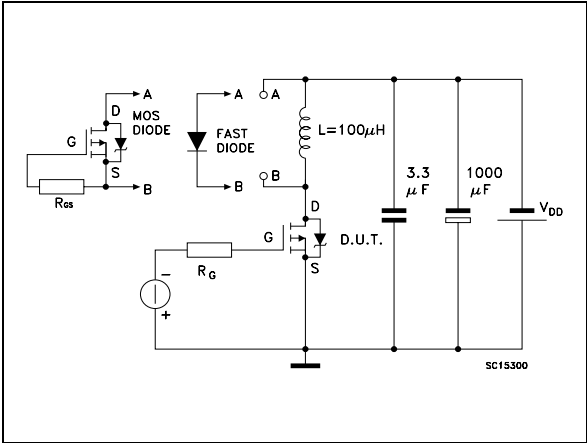 A
D
MOS
DIODE
G
S
B
RGS
A
FAST
DIODE
B
A
B
L=100µH
D
G
S
D.U.T.
RG
−
+
3.3
µF
1000
µF
VDD
SC15300